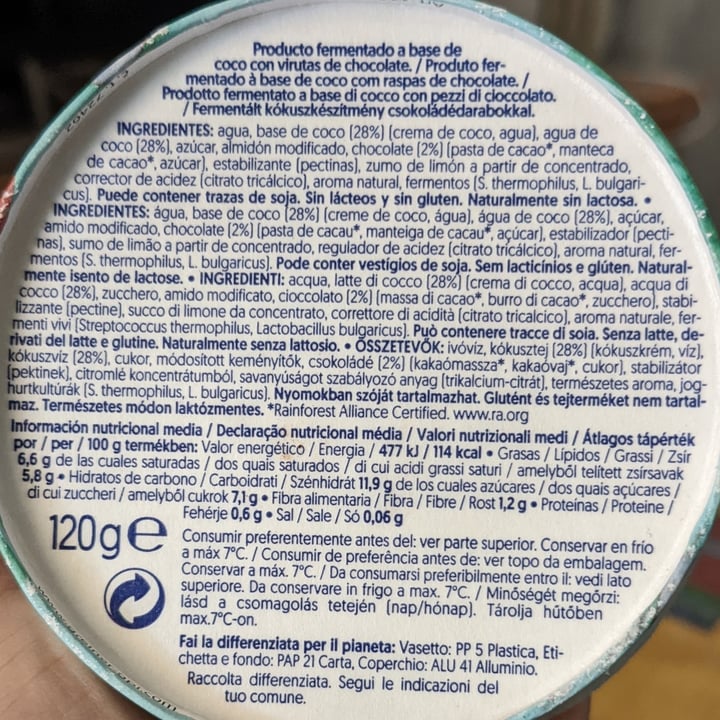 Producto fermentado a base de
coco con virutas de chocolate. / Produto fer-
mentado à base de coco com raspas de chocolate. /
Prodotto fermentato a base di cocco con pezzi di cioccolato.
/ Fermentált kókuszkészítmény csokoládédarabokkal.
INGREDIENTES: agua, base de coco (28%) (crema de coco, agua), agua de
coco (28%), azúcar, almidón modificado, chocolate (2%) (pasta de cacao*, manteca
de cacao*, azúcar), estabilizante (pectinas), zumo de limón a partir de concentrado,
corrector de acidez (citrato tricálcico), aroma natural, fermentos (S. thermophilus, L. bulgari-
cus). Puede contener trazas de soja. Sin lácteos y sin gluten. Naturalmente sin lactosa. •
INGREDIENTES: água, base de coco (28%) (creme de coco, água), água de coco (28%), açúcar,
amido modificado, chocolate (2%) (pasta de cacau*, manteiga de cacau*, açúcar), estabilizador (pecti-
nas), sumo de limão a partir de concentrado, regulador de acidez (citrato tricálcico), aroma natural, fer-
mentos (S. thermophilus, L. bulgaricus). Pode conter vestígios de soja. Sem lacticínios e glúten. Natural-
mente isento de lactose. • INGREDIENTI: acqua, latte di cocco (28%) (crema di cocco, acqua), acqua di
cocco (28%), zucchero, amido modificato, cioccolato (2%) (massa di cacao*, burro di cacao*, zucchero), stabi-
lizzante (pectine), succo di limone da concentrato, correttore di acidità (citrato tricalcico), aroma naturale, fer-
menti vivi (Streptococcus thermophilus, Lactobacillus bulgaricus). Può contenere tracce di soia. Senza latte, de-
rivati del latte e glutine. Naturalmente senza lattosio. • ÖSSZETEVŐK: ivóvíz, kókusztej (28%) (kókuszkrém, víz),
kókuszvíz (28%), cukor, módosított keményítők, csokoládé (2%) (kakaómassza*, kakaóvaj*, cukor), stabilizátor
(pektinek), citromlé koncentrátumból, savanyúságot szabályozó anyag (trikalcium-citrát), természetes aroma, jog-
hurtkultúrák (S. thermophilus, L. bulgaricus). Nyomokban szóját tartalmazhat. Glutént és tejterméket nem tartal-
maz. Természetes módon laktózmentes. *Rainforest Alliance Certified. www.ra.org
Información nutricional media / Declaração nutricional média / Valori nutrizionali medi / Átlagos tápérték
por / per / 100 g termékben: Valor energético / Energia / 477 kJ / 114 kcal • Grasas / Lípidos / Grassi / Zsír
6,6 g de las cuales saturadas / dos quais saturados / di cui acidi grassi saturi / amelyből telített zsírsavak
5,8 g • Hidratos de carbono / Carboidrati / Szénhidrát 11,9 g de los cuales azúcares / dos quais açúcares /
di cui zuccheri / amelyből cukrok 7,1 g • Fibra alimentaria / Fibra / Fibre / Rost 1,2 g • Proteínas / Proteine /
Fehérje 0,6 g • Sal / Sale / Só 0,06 g
120g e
Consumir preferentemente antes del: ver parte superior. Conservar en frío
a máx 7°C. / Consumir de preferência antes de: ver topo da embalagem.
Conservar a máx. 7°C. / Da consumarsi preferibilmente entro il: vedi lato
superiore. Da conservare in frigo a max. 7°C. / Minőségét megőrzi:
lásd a csomagolás tetején (nap/hónap). Tárolja hűtőben
max.7°C-on.
Fai la differenziata per il pianeta: Vasetto: PP 5 Plastica, Eti-
chetta e fondo: PAP 21 Carta, Coperchio: ALU 41 Alluminio.
Raccolta differenziata. Segui le indicazioni del
tuo comune.